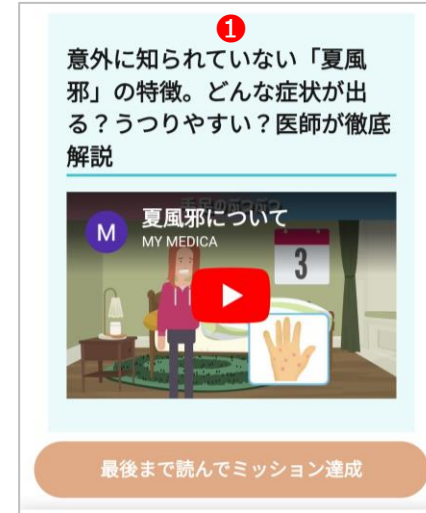 1
意外に知られていない「夏風
邪」の特徴。どんな症状が出
る？うつりやすい？医師が徹底
解説
M
夏風邪について
MY MEDICA
3
最後まで読んでミッション達成